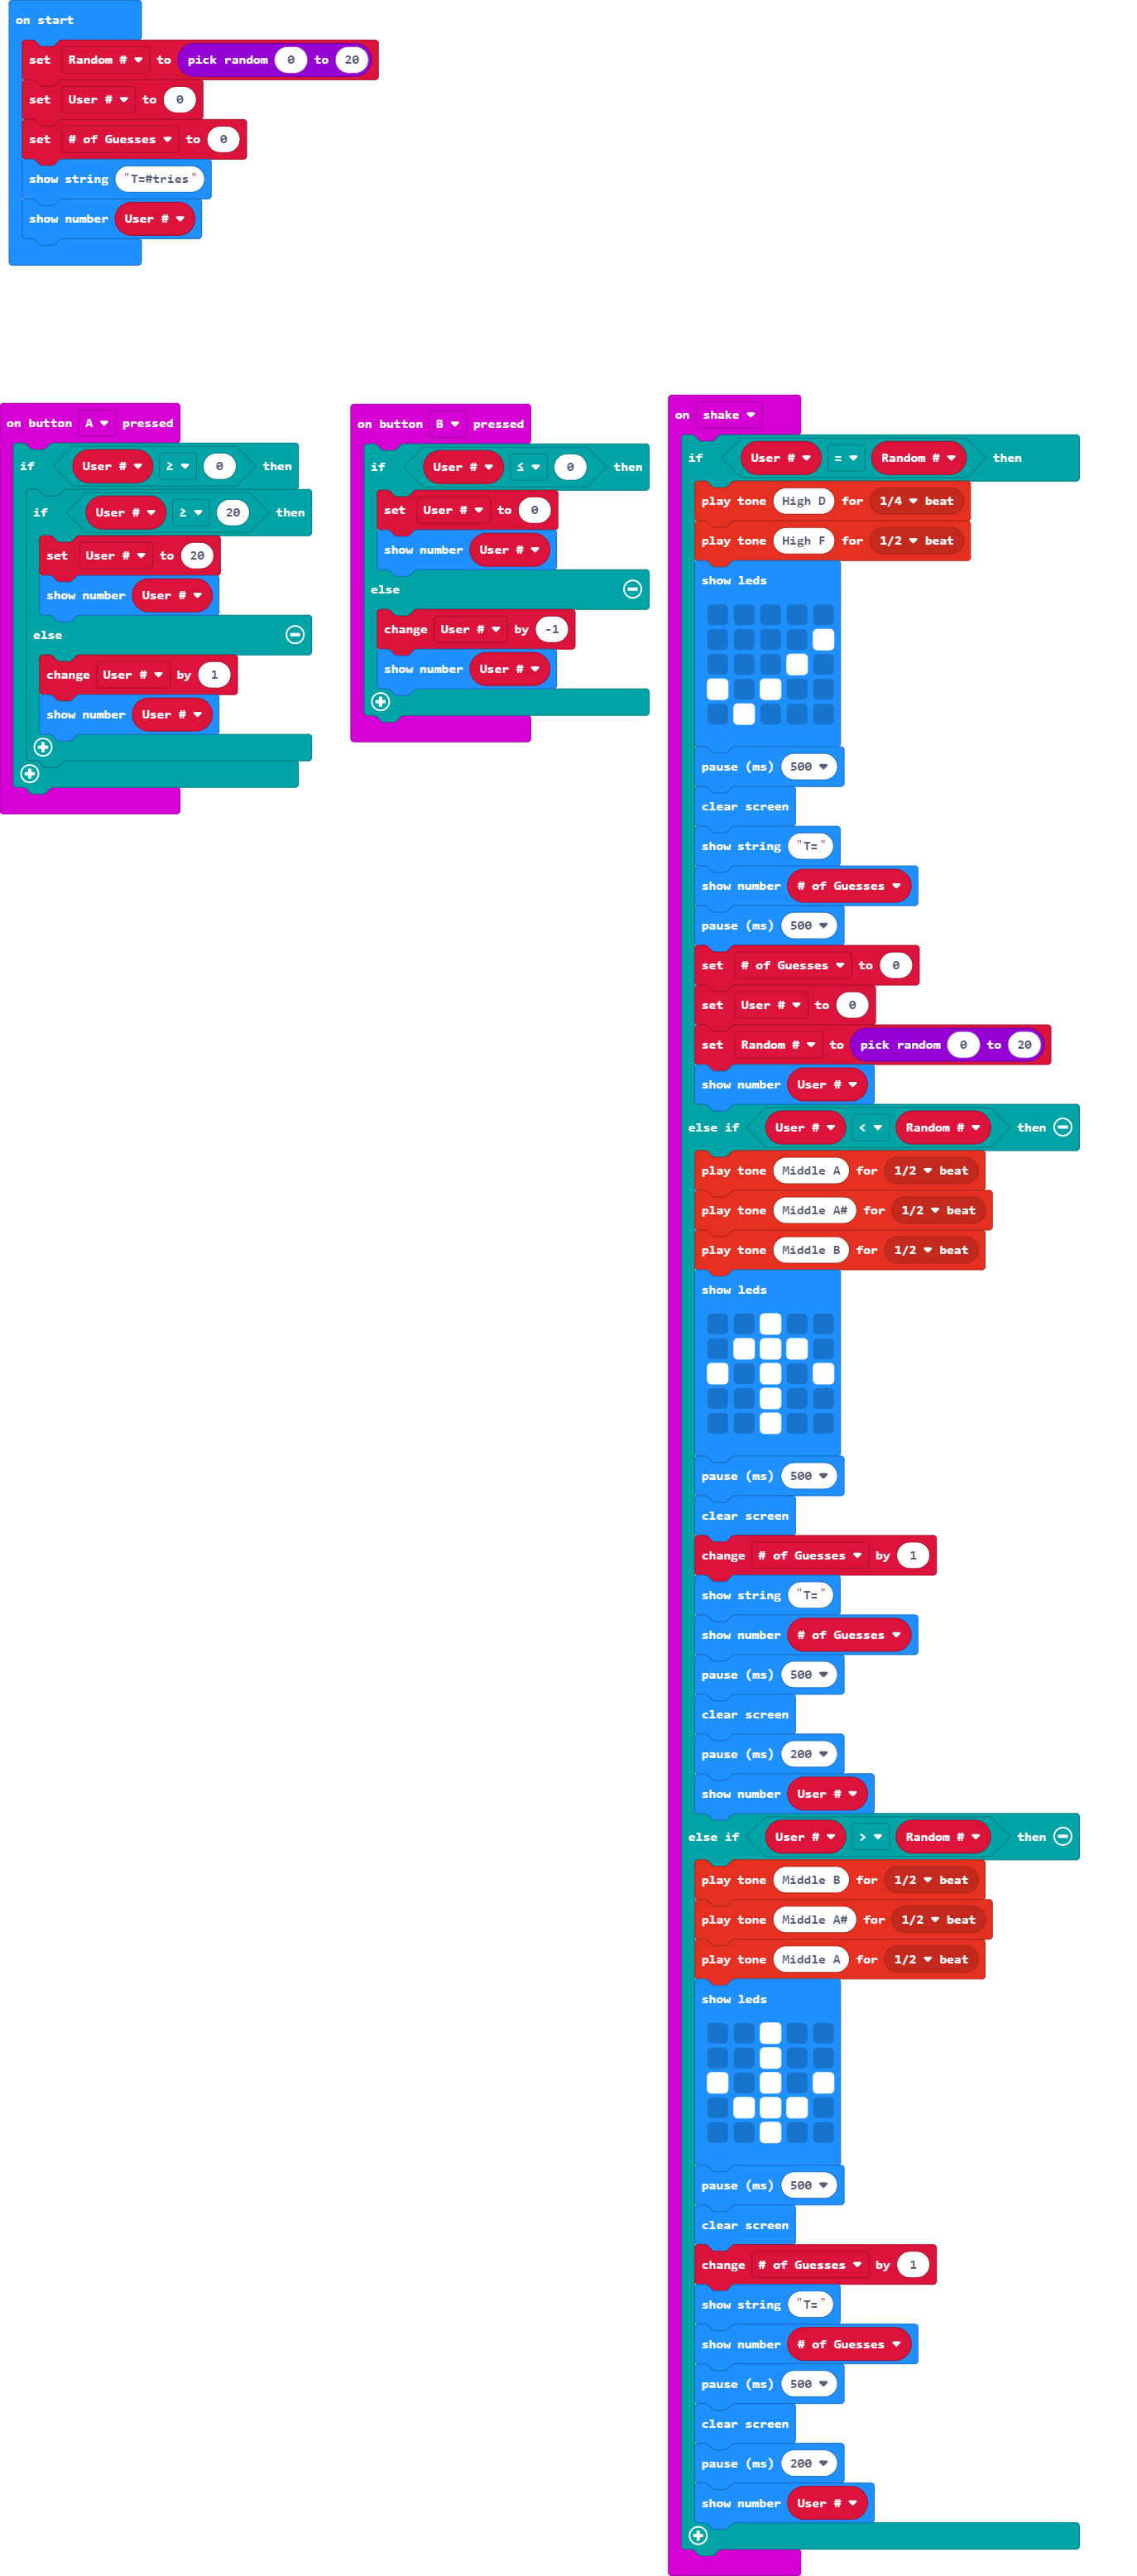 on start
set Random # to pick random 0 to 20
set User # to 0
set # of Guesses to 0
show string "T=#tries"
show number User #
on button A pressed
if User # ≥ 0 then
if User # ≥ 20 then
set User # to 20
show number User #
else
change User # by 1
show number User #
on button B pressed
if User # ≤ 0 then
set User # to 0
show number User #
else
change User # by -1
show number User #
on shake
if User # = Random # then
play tone High D for 1/4 beat
play tone High F for 1/2 beat
show leds
pause (ms) 500
clear screen
show string "T="
show number # of Guesses
pause (ms) 500
set # of Guesses to 0
set User # to 0
set Random # to pick random 0 to 20
show number User #
else if User # < Random # then
play tone Middle A for 1/2 beat
play tone Middle A# for 1/2 beat
play tone Middle B for 1/2 beat
show leds
pause (ms) 500
clear screen
change # of Guesses by 1
show string "T="
show number # of Guesses
pause (ms) 500
clear screen
pause (ms) 200
show number User #
else if User # > Random # then
play tone Middle B for 1/2 beat
play tone Middle A# for 1/2 beat
play tone Middle A for 1/2 beat
show leds
pause (ms) 500
clear screen
change # of Guesses by 1
show string "T="
show number # of Guesses
pause (ms) 500
clear screen
pause (ms) 200
show number User #